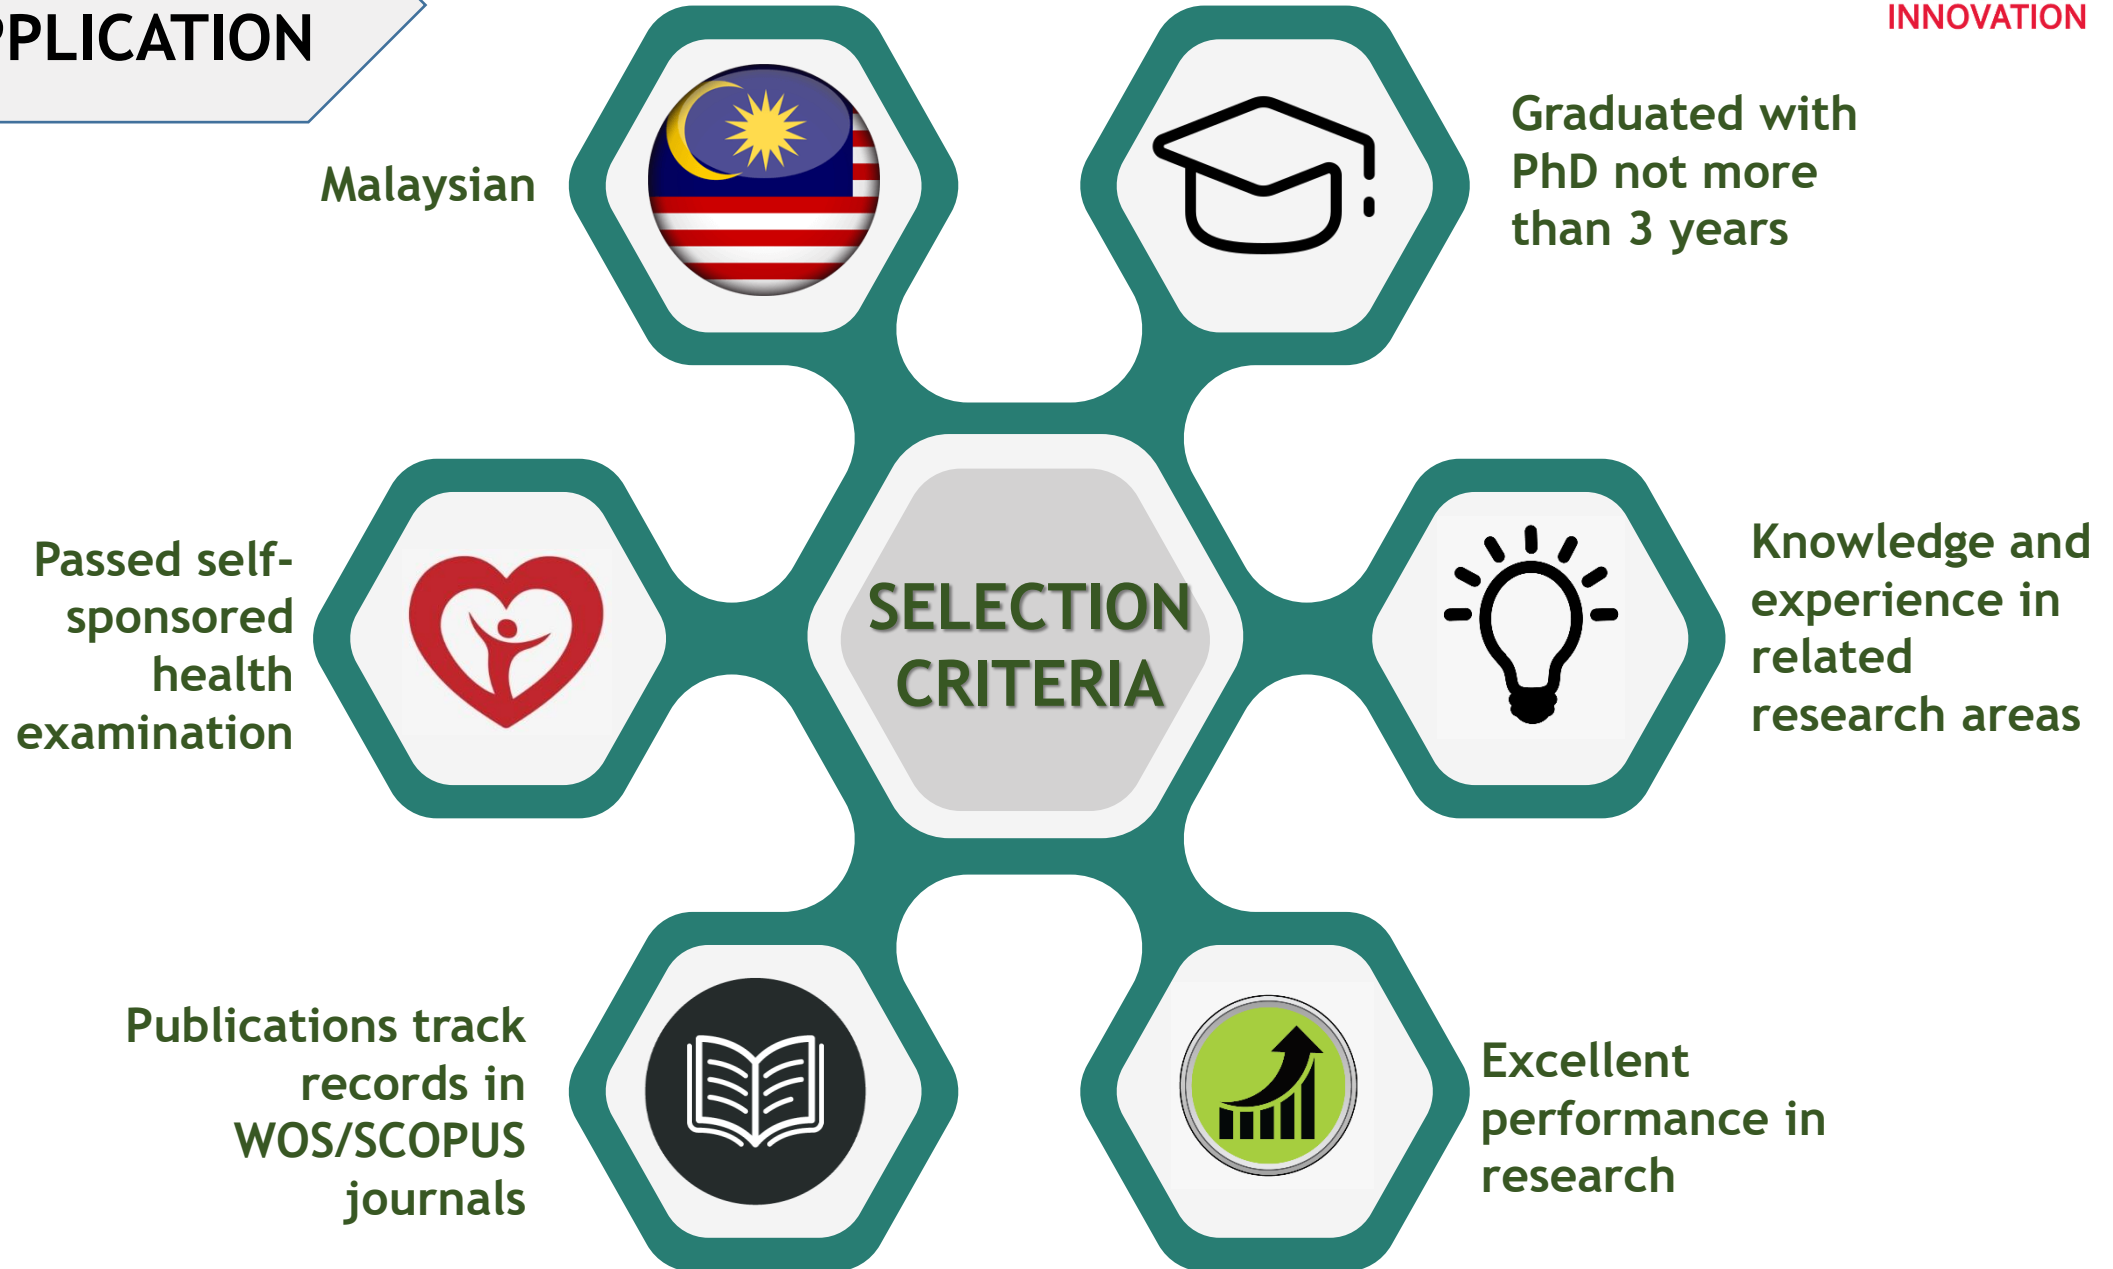 PPLICATION
INNOVATION
Malaysian
Graduated with
PhD not more
than 3 years
Passed self-
sponsored
health
examination
SELECTION
CRITERIA
Knowledge and
experience in
related
research areas
Publications track
records in
WOS/SCOPUS
journals
Excellent
performance in
research